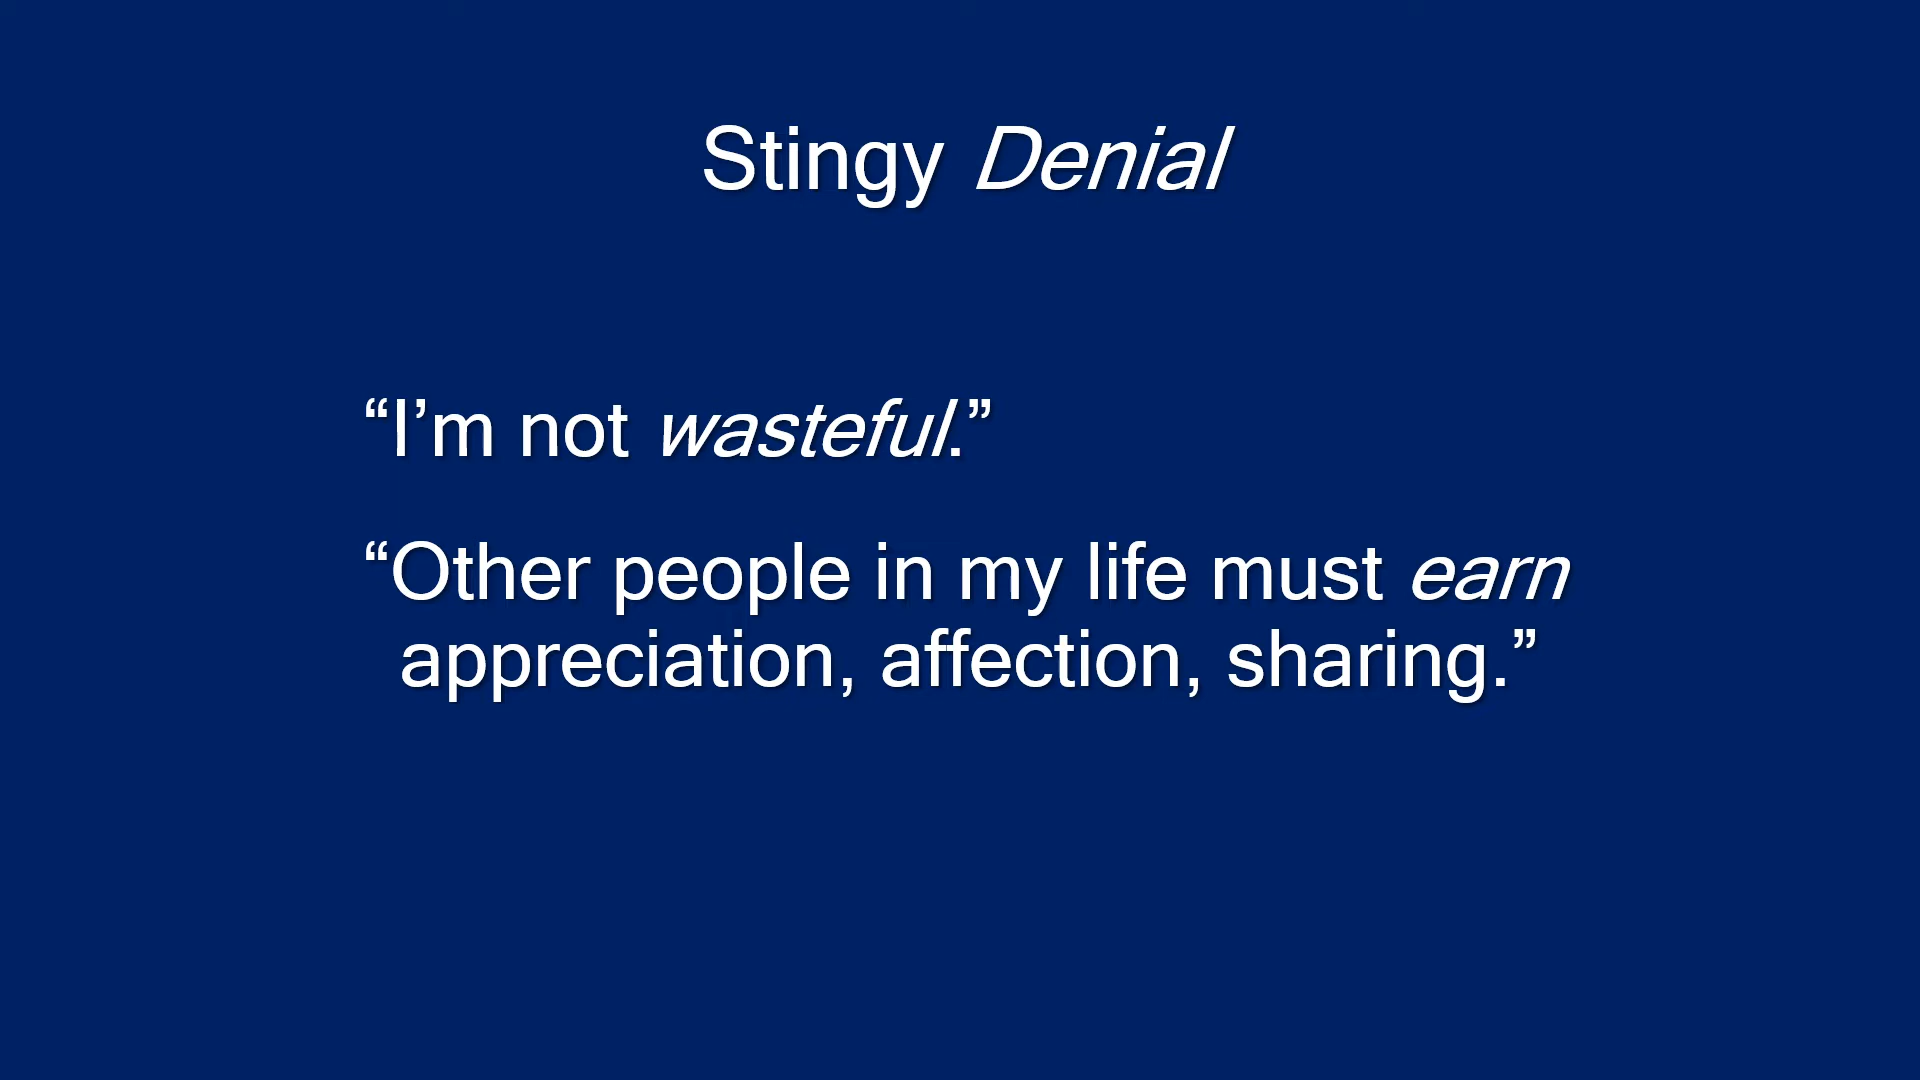 Stingy Denial
“I’m not wasteful.”
“Other people in my life must earn
appreciation, affection, sharing.”